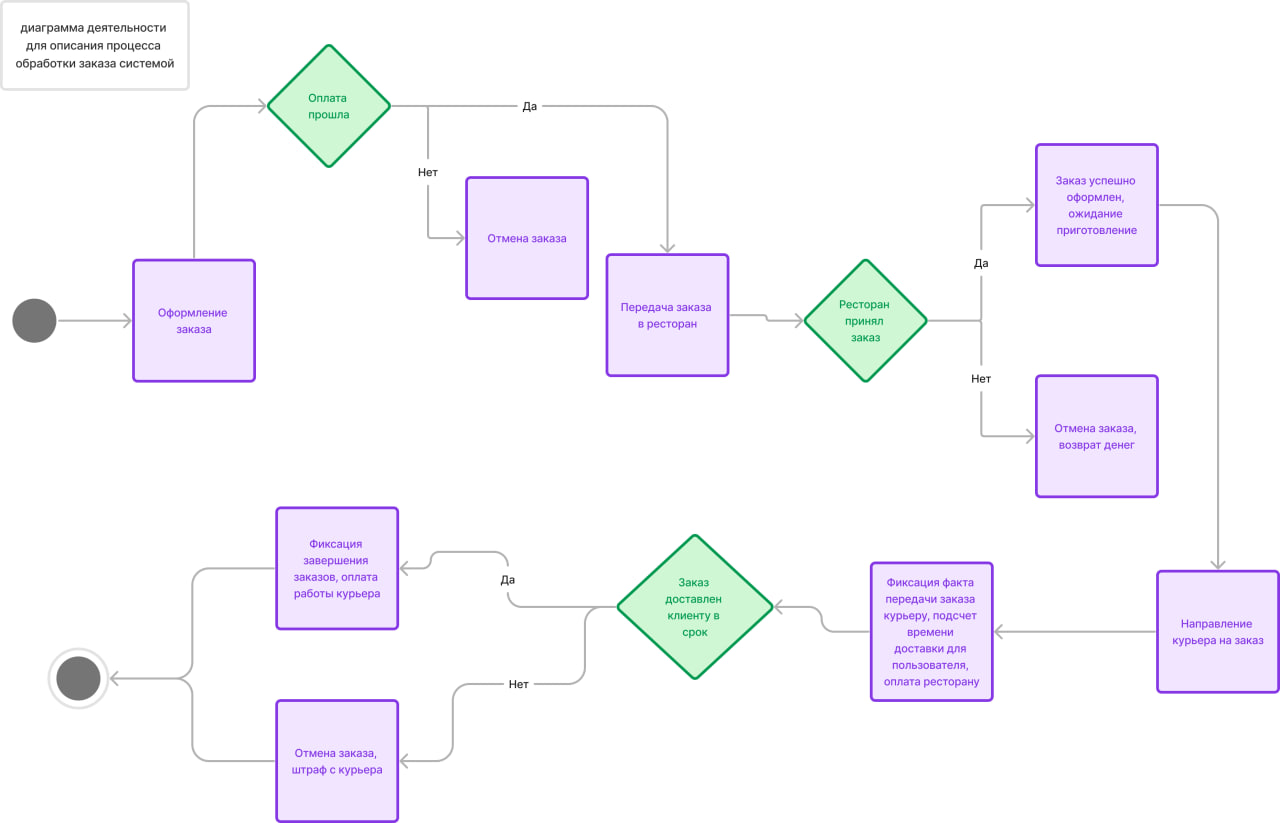 диаграмма деятельности
для описания процесса
обработки заказа системой
Оплата
прошла
Да
Нет
Отмена заказа
Оформление
заказа
Передача заказа
в ресторан
Ресторан
принял
заказ
Да
Заказ успешно
оформлен,
ожидание
приготовление
Нет
Отмена заказа,
возврат денег
Направление
курьера на заказ
Фиксация факта
передачи заказа
курьеру, подсчет
времени
доставки для
пользователя,
оплата ресторану
Заказ
доставлен
клиенту в
срок
Да
Фиксация
завершения
заказов, оплата
работы курьера
Нет
Отмена заказа,
штраф с курьера